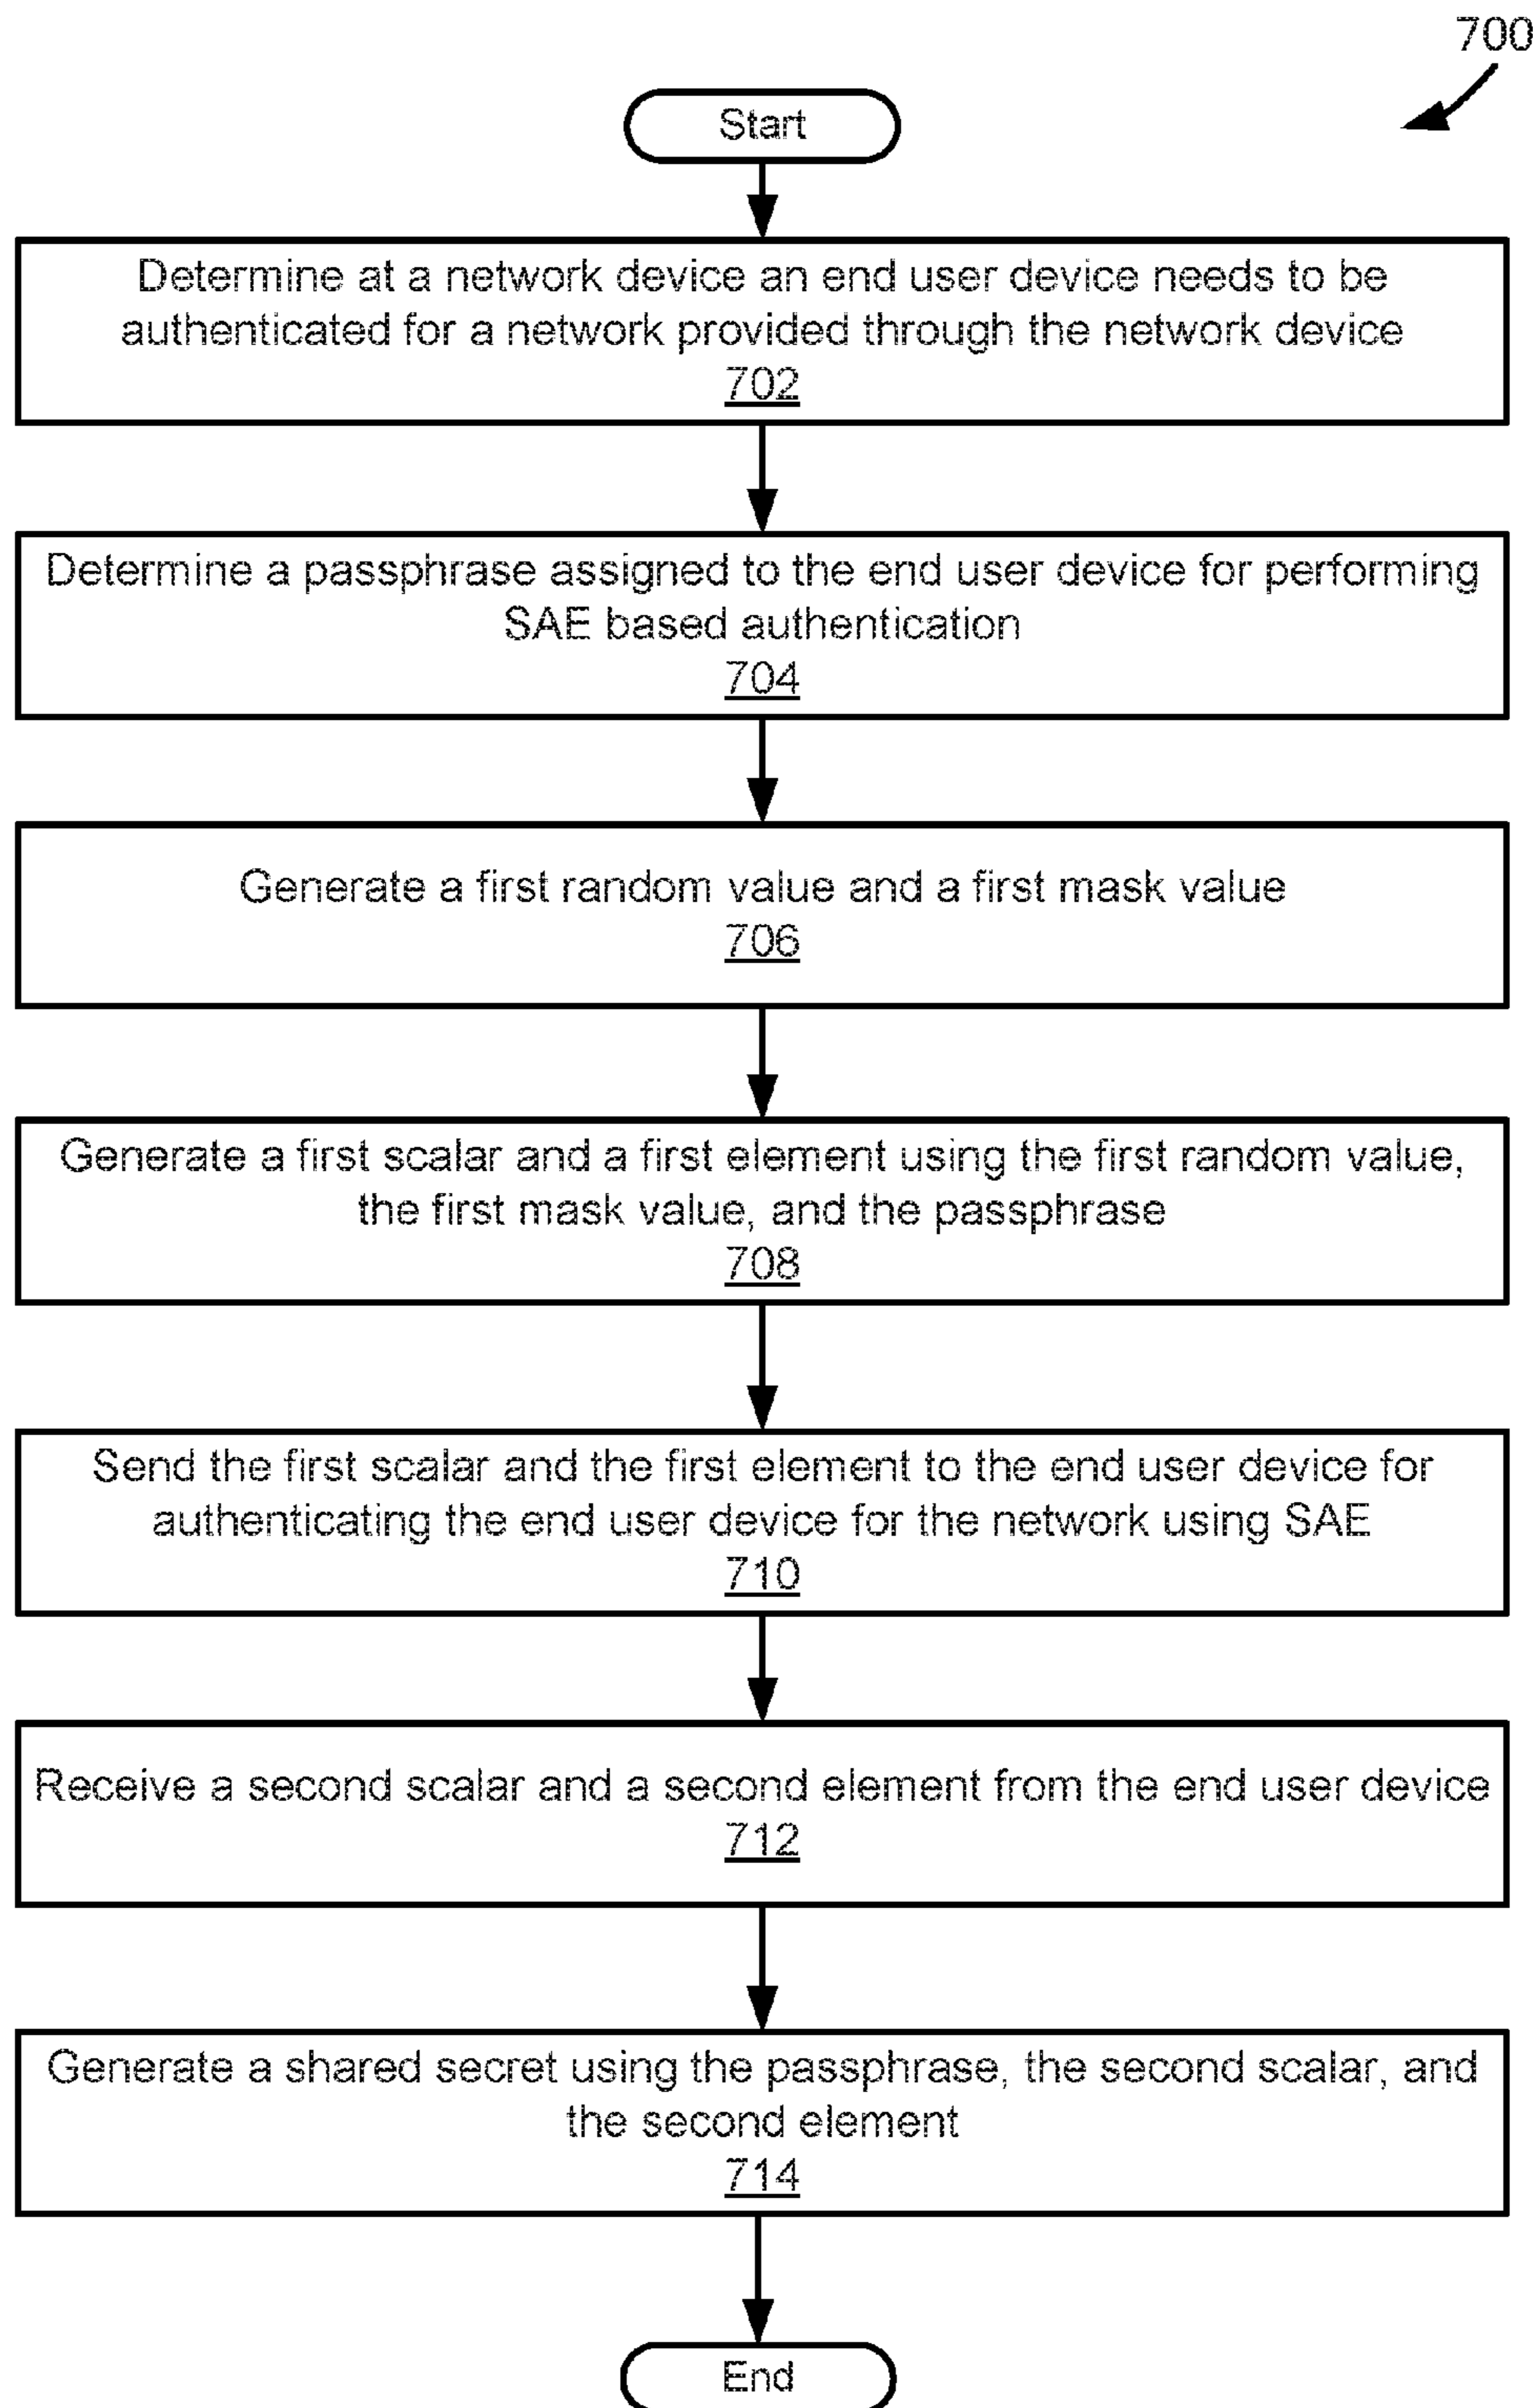 700
Start
Determine at a network device an end user device needs to be
authenticated for a network provided through the network device
702
Determine a passphrase assigned to the end user device for performing
SAE based authentication
704
Generate a first random value and a first mask value
706
Generate a first scalar and a first element using the first random value,
the first mask value, and the passphrase
708
Send the first scalar and the first element to the end user device for
authenticating the end user device for the network using SAE
710
Receive a second scalar and a second element from the end user device
712
Generate a shared secret using the passphrase, the second scalar, and
the second element
714
End